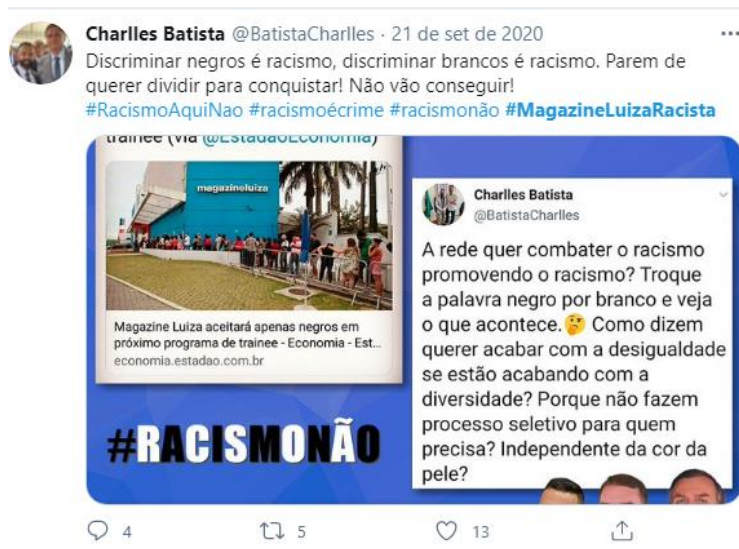 Charlles Batista @BatistaCharlles · 21 de set de 2020
Discriminar negros é racismo, discriminar brancos é racismo. Parem de
querer dividir para conquistar! Não vão conseguir!
#RacismoAquiNao #racismoécrime #racismonão #MagazineLuizaRacista
trainee (via @EstadaoEconomia)
magazineluiza
Magazine Luiza aceitará apenas negros em
próximo programa de trainee - Economia - Est...
economia.estadao.com.br
#RACISMONÃO
Charlles Batista
@BatistaCharlles
A rede quer combater o racismo
promovendo o racismo? Troque
a palavra negro por branco e veja
o que acontece.🤔 Como dizem
querer acabar com a desigualdade
se estão acabando com a
diversidade? Porque não fazem
processo seletivo para quem
precisa? Independente da cor da
pele?
4 5 13